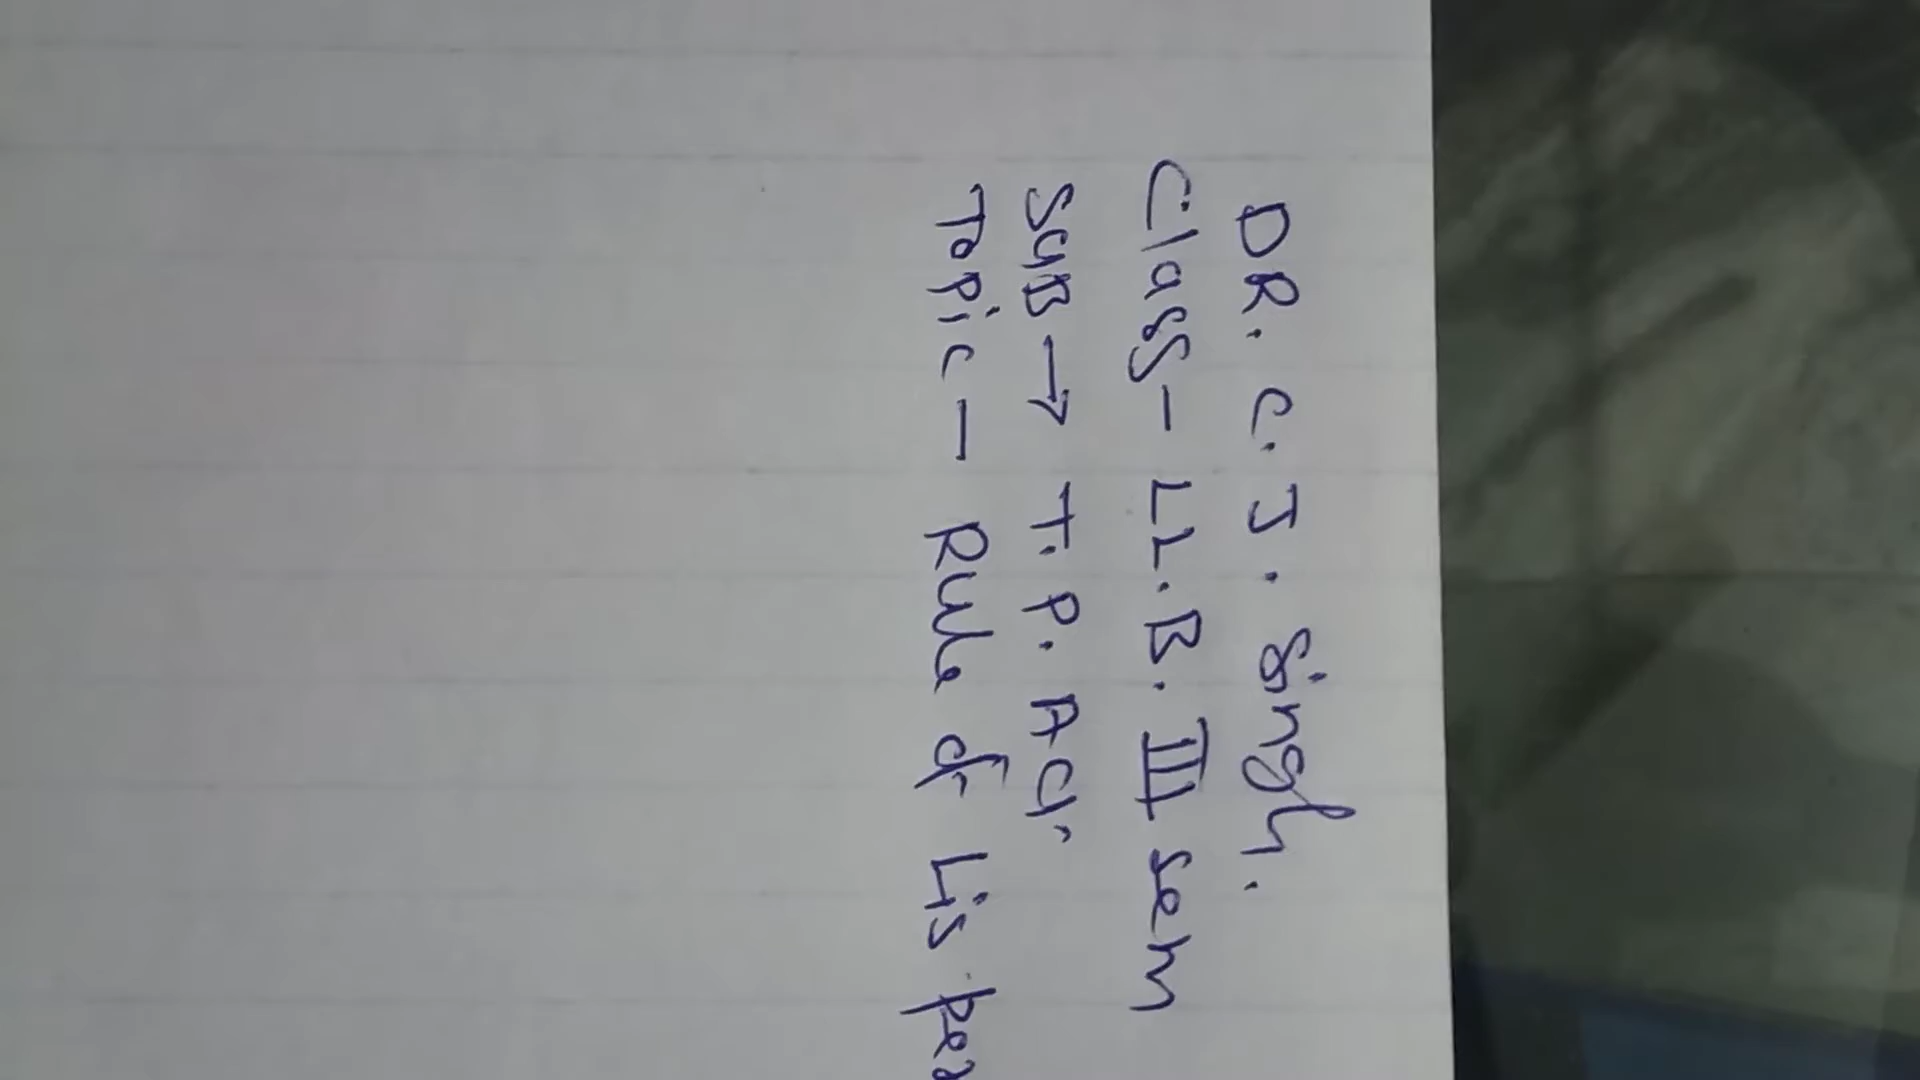 DR. C. J. Singh.
Class - LL.B. III Sem
SUB → T. P. Act
Topic - Rule of Lis